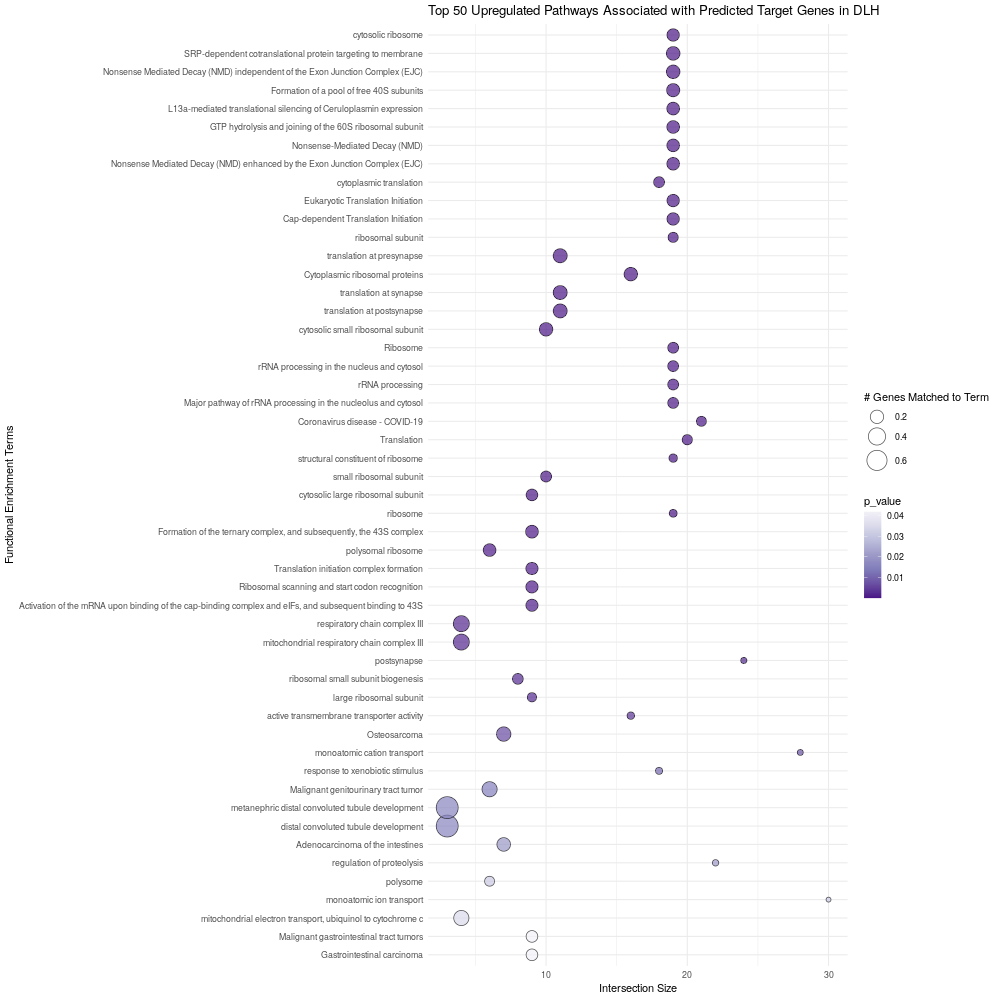 Top 50 Upregulated Pathways Associated with Predicted Target Genes in DLH
cytosolic ribosome
SRP-dependent cotranslational protein targeting to membrane
Nonsense Mediated Decay (NMD) independent of the Exon Junction Complex (EJC)
Formation of a pool of free 40S subunits
L13a-mediated translational silencing of Ceruloplasmin expression
GTP hydrolysis and joining of the 60S ribosomal subunit
Nonsense-Mediated Decay (NMD)
Nonsense Mediated Decay (NMD) enhanced by the Exon Junction Complex (EJC)
cytoplasmic translation
Eukaryotic Translation Initiation
Cap-dependent Translation Initiation
ribosomal subunit
translation at presynapse
Cytoplasmic ribosomal proteins
translation at synapse
translation at postsynapse
cytosolic small ribosomal subunit
Ribosome
rRNA processing in the nucleus and cytosol
rRNA processing
Major pathway of rRNA processing in the nucleolus and cytosol
Coronavirus disease - COVID-19
Translation
structural constituent of ribosome
small ribosomal subunit
cytosolic large ribosomal subunit
ribosome
Formation of the ternary complex, and subsequently, the 43S complex
polysomal ribosome
Translation initiation complex formation
Ribosomal scanning and start codon recognition
Activation of the mRNA upon binding of the cap-binding complex and eIFs, and subsequent binding to 43S
respiratory chain complex III
mitochondrial respiratory chain complex III
postsynapse
ribosomal small subunit biogenesis
large ribosomal subunit
active transmembrane transporter activity
Osteosarcoma
monoatomic cation transport
response to xenobiotic stimulus
Malignant genitourinary tract tumor
metanephric distal convoluted tubule development
distal convoluted tubule development
Adenocarcinoma of the intestines
regulation of proteolysis
polysome
monoatomic ion transport
mitochondrial electron transport, ubiquinol to cytochrome c
Malignant gastrointestinal tract tumors
Gastrointestinal carcinoma
Functional Enrichment Terms
10 20 30
Intersection Size
# Genes Matched to Term
0.2
0.4
0.6
p_value
0.04
0.03
0.02
0.01